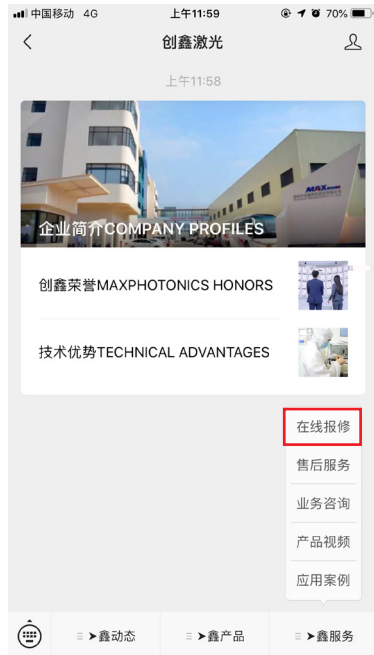 中国移动 4G 上午11:59 70%
创鑫激光
上午11:58
MAX
企业简介COMPANY PROFILES
创鑫荣誉MAXPHOTONICS HONORS
技术优势TECHNICAL ADVANTAGES
在线报修
售后服务
业务咨询
产品视频
应用案例
≡ ➤鑫动态 ≡ ➤鑫产品 ≡ ➤鑫服务